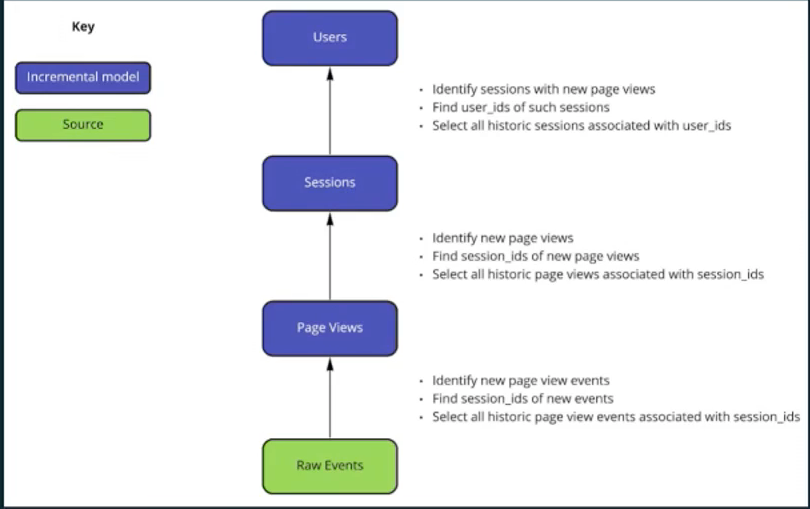 Key
Incremental model
Source
Users
• Identify sessions with new page views
• Find user_ids of such sessions
• Select all historic sessions associated with user_ids
Sessions
• Identify new page views
• Find session_ids of new page views
• Select all historic page views associated with session_ids
Page Views
• Identify new page view events
• Find session_ids of new events
• Select all historic page view events associated with session_ids
Raw Events